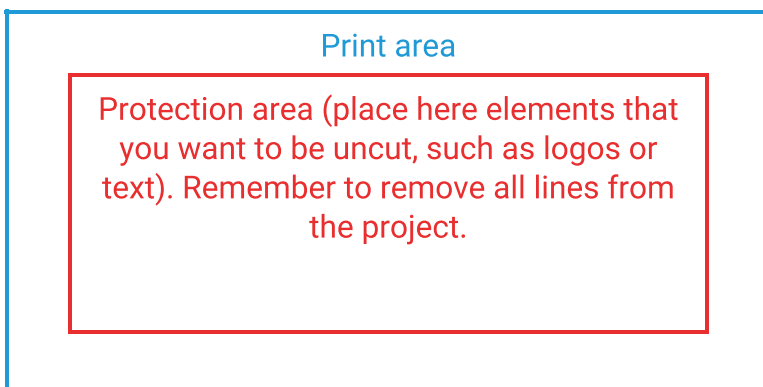 Print area
Protection area (place here elements that
you want to be uncut, such as logos or
text). Remember to remove all lines from
the project.